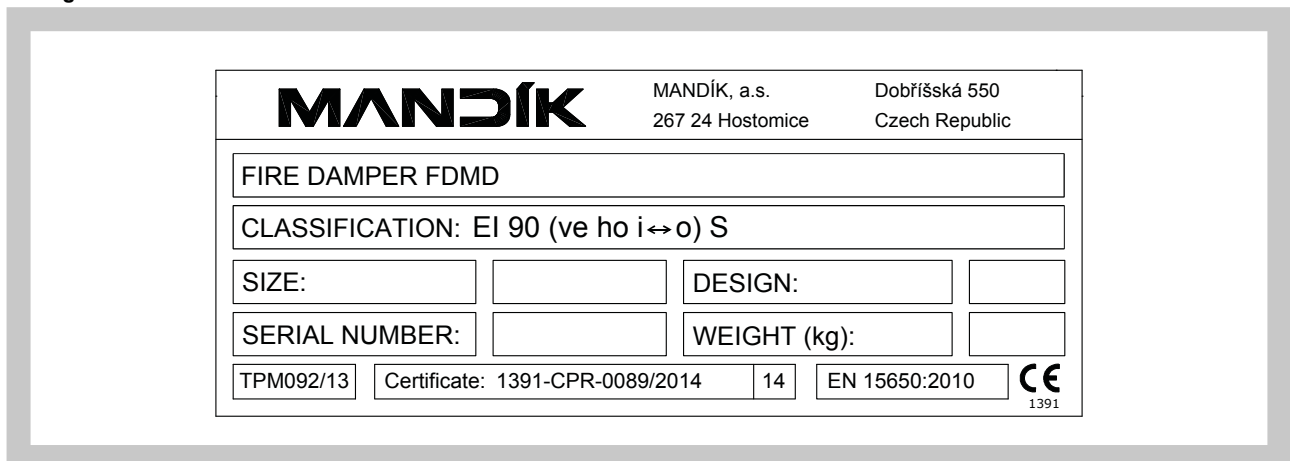 MANDÍK
MANDÍK, a.s. Dobříšská 550
267 24 Hostomice Czech Republic
FIRE DAMPER FDMD
CLASSIFICATION: EI 90 (ve ho i↔o) S
SIZE: DESIGN:
SERIAL NUMBER: WEIGHT (kg):
TPM092/13 Certificate: 1391-CPR-0089/2014 14 EN 15650:2010 CE
1391